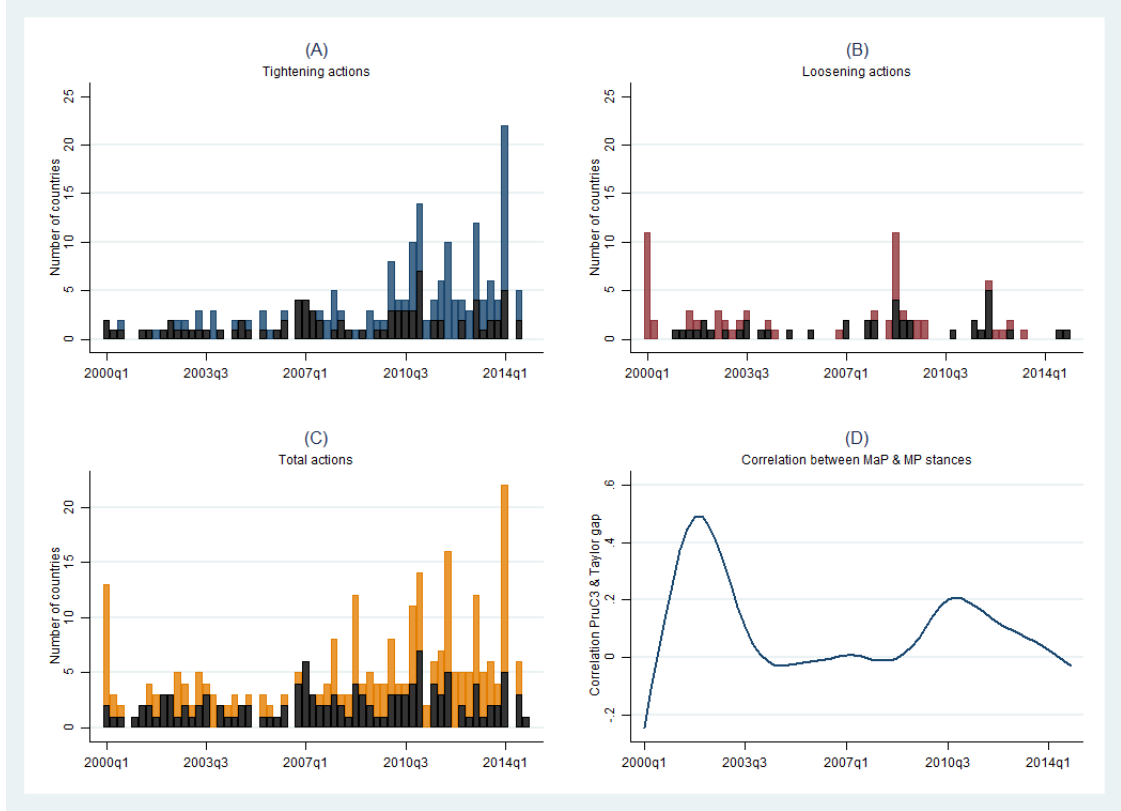 (A)
Tightening actions
Number of countries
25
20
15
10
5
0
2000q1 2003q3 2007q1 2010q3 2014q1
(B)
Loosening actions
Number of countries
25
20
15
10
5
0
2000q1 2003q3 2007q1 2010q3 2014q1
(C)
Total actions
Number of countries
20
15
10
5
0
2000q1 2003q3 2007q1 2010q3 2014q1
(D)
Correlation between MaP & MP stances
Correlation PruC3 & Taylor gap
.6
.4
.2
0
-.2
2000q1 2003q3 2007q1 2010q3 2014q1